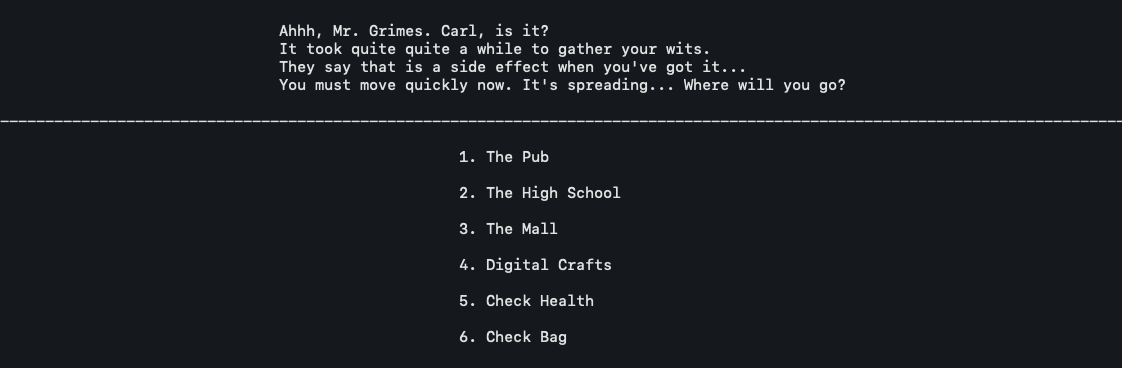 Ahhh, Mr. Grimes. Carl, is it?
It took quite quite a while to gather your wits.
They say that is a side effect when you've got it...
You must move quickly now. It's spreading... Where will you go?
1. The Pub
2. The High School
3. The Mall
4. Digital Crafts
5. Check Health
6. Check Bag